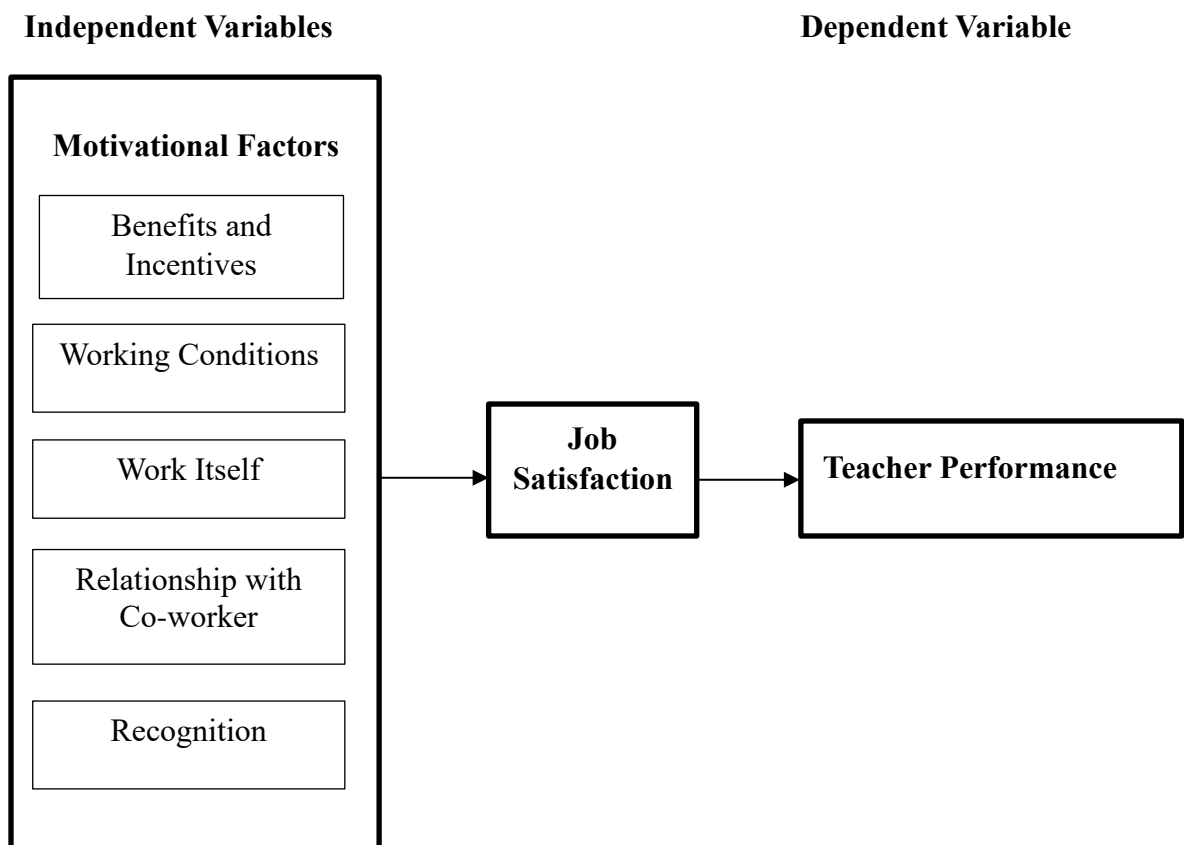 Independent Variables
Dependent Variable
Motivational Factors
Benefits and
Incentives
Working Conditions
Work Itself
Relationship with
Co-worker
Recognition
Job
Satisfaction
Teacher Performance